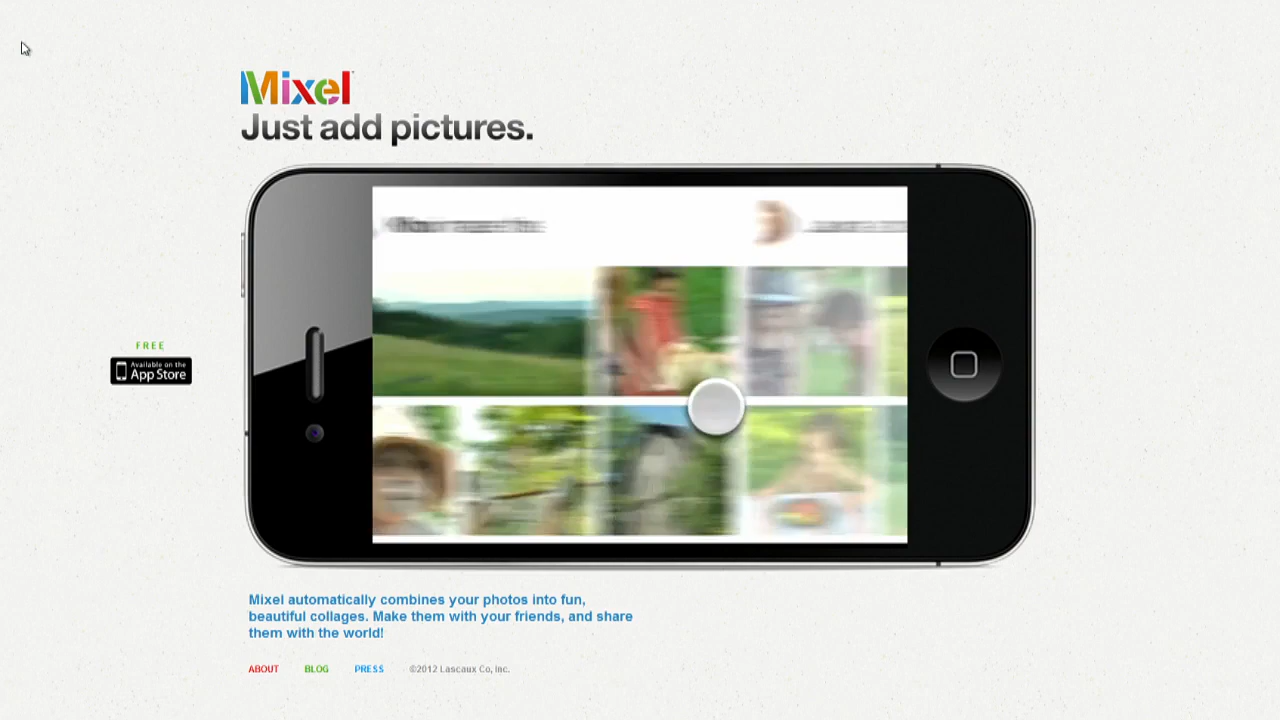 Mixel
Just add pictures.
FREE
Available on the
App Store
Mixel automatically combines your photos into fun,
beautiful collages. Make them with your friends, and share
them with the world!
ABOUT BLOG PRESS ©2012 Lascaux Co, Inc.